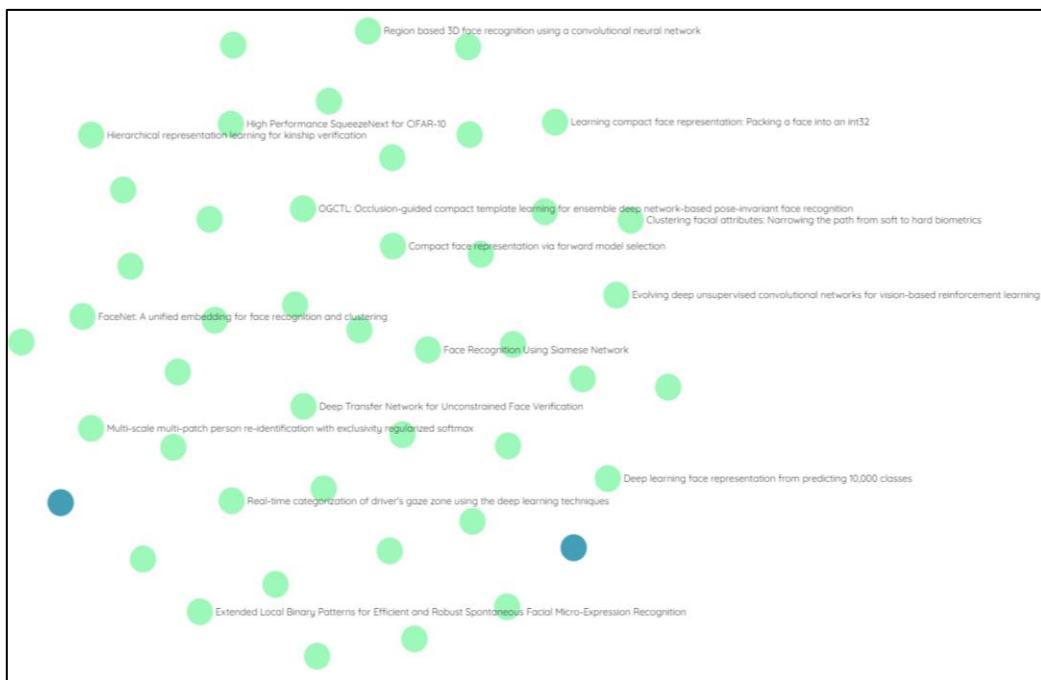 Region based 3D face recognition using a convolutional neural network
High Performance SqueezeNext for CIFAR-10
Learning compact face representation: Packing a face into an int32
Hierarchical representation learning for kinship verification
OGCTL: Occlusion-guided compact template learning for ensemble deep network-based pose-invariant face recognition
Clustering facial attributes: Narrowing the path from soft to hard biometrics
Compact face representation via forward model selection
Evolving deep unsupervised convolutional networks for vision-based reinforcement learning
FaceNet: A unified embedding for face recognition and clustering
Face Recognition Using Siamese Network
Deep Transfer Network for Unconstrained Face Verification
Multi-scale multi-patch person re-identification with exclusivity regularized softmax
Deep learning face representation from predicting 10,000 classes
Real-time categorization of driver's gaze zone using the deep learning techniques
Extended Local Binary Patterns for Efficient and Robust Spontaneous Facial Micro-Expression Recognition